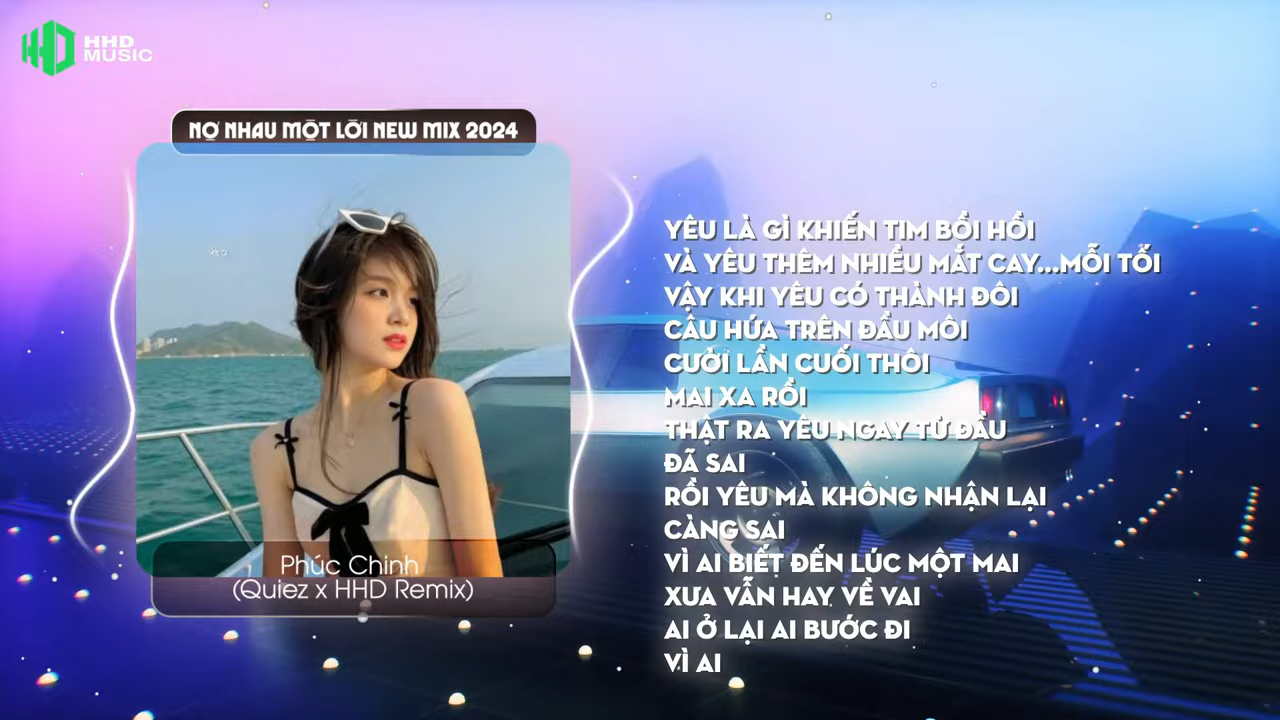 HHD
MUSIC
NỢ NHAU MỘT LỜI NEW MIX 2024
Phúc Chinh
(Quiez x HHD Remix)
YÊU LÀ GÌ KHIẾN TIM BỒI HỒI
VÀ YÊU THÊM NHIỀU MẮT CAY...MỖI TỐI
VẬY KHI YÊU CÓ THÀNH ĐÔI
CÂU HỨA TRÊN ĐẦU MÔI
CƯỜI LẦN CUỐI THÔI
MAI XA RỒI
THẬT RA YÊU NGAY TỪ ĐẦU
ĐÃ SAI
RỒI YÊU MÀ KHÔNG NHẬN LẠI
CÀNG SAI
VÌ AI BIẾT ĐẾN LÚC MỘT MAI
XƯA VẪN HAY VỀ VAI
AI Ở LẠI AI BƯỚC ĐI
VÌ AI